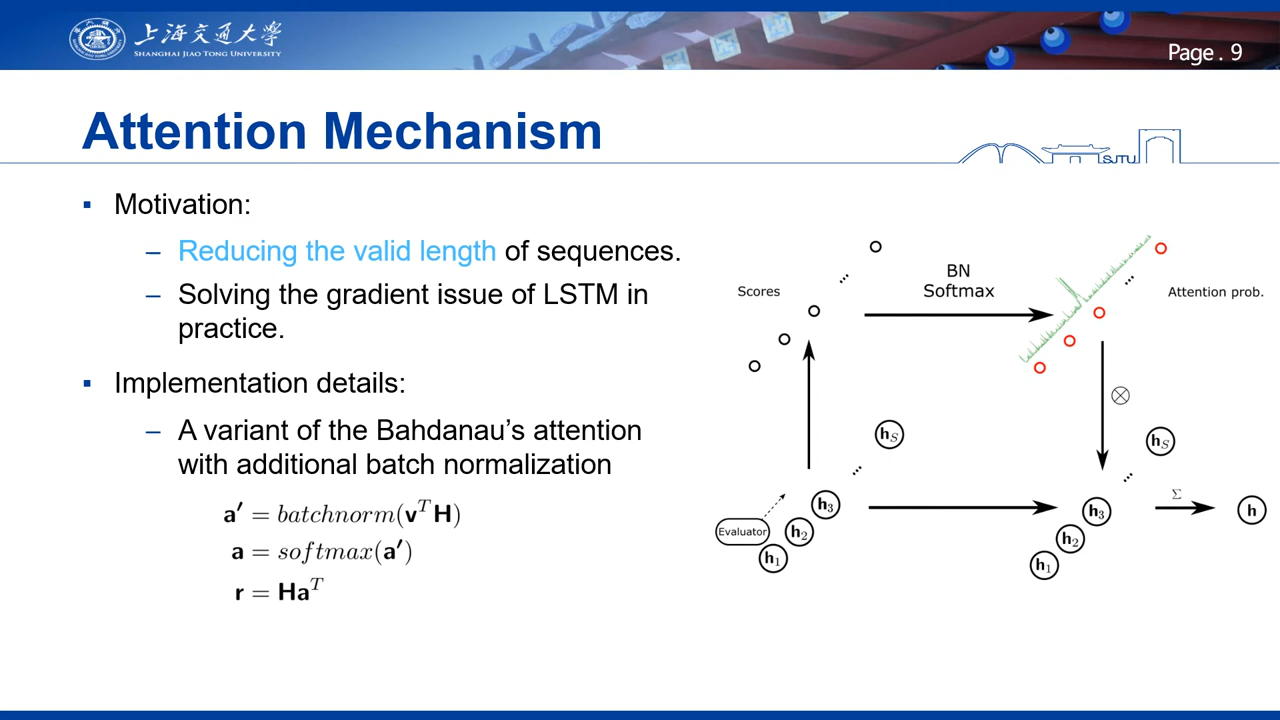 上海交通大学
SHANGHAI JIAO TONG UNIVERSITY
Page . 9
Attention Mechanism
SJTU
▪ Motivation:
– Reducing the valid length of sequences.
– Solving the gradient issue of LSTM in
practice.
▪ Implementation details:
– A variant of the Bahdanau’s attention
with additional batch normalization
a′ = batchnorm(v^T H)
a = softmax(a′)
r = Ha^T
Scores
...
BN
Softmax
...
Attention prob.
⊗
h_S
...
h_3
h_2
h_1
Evaluator
h_S
...
h_3
h_2
h_1
Σ
h